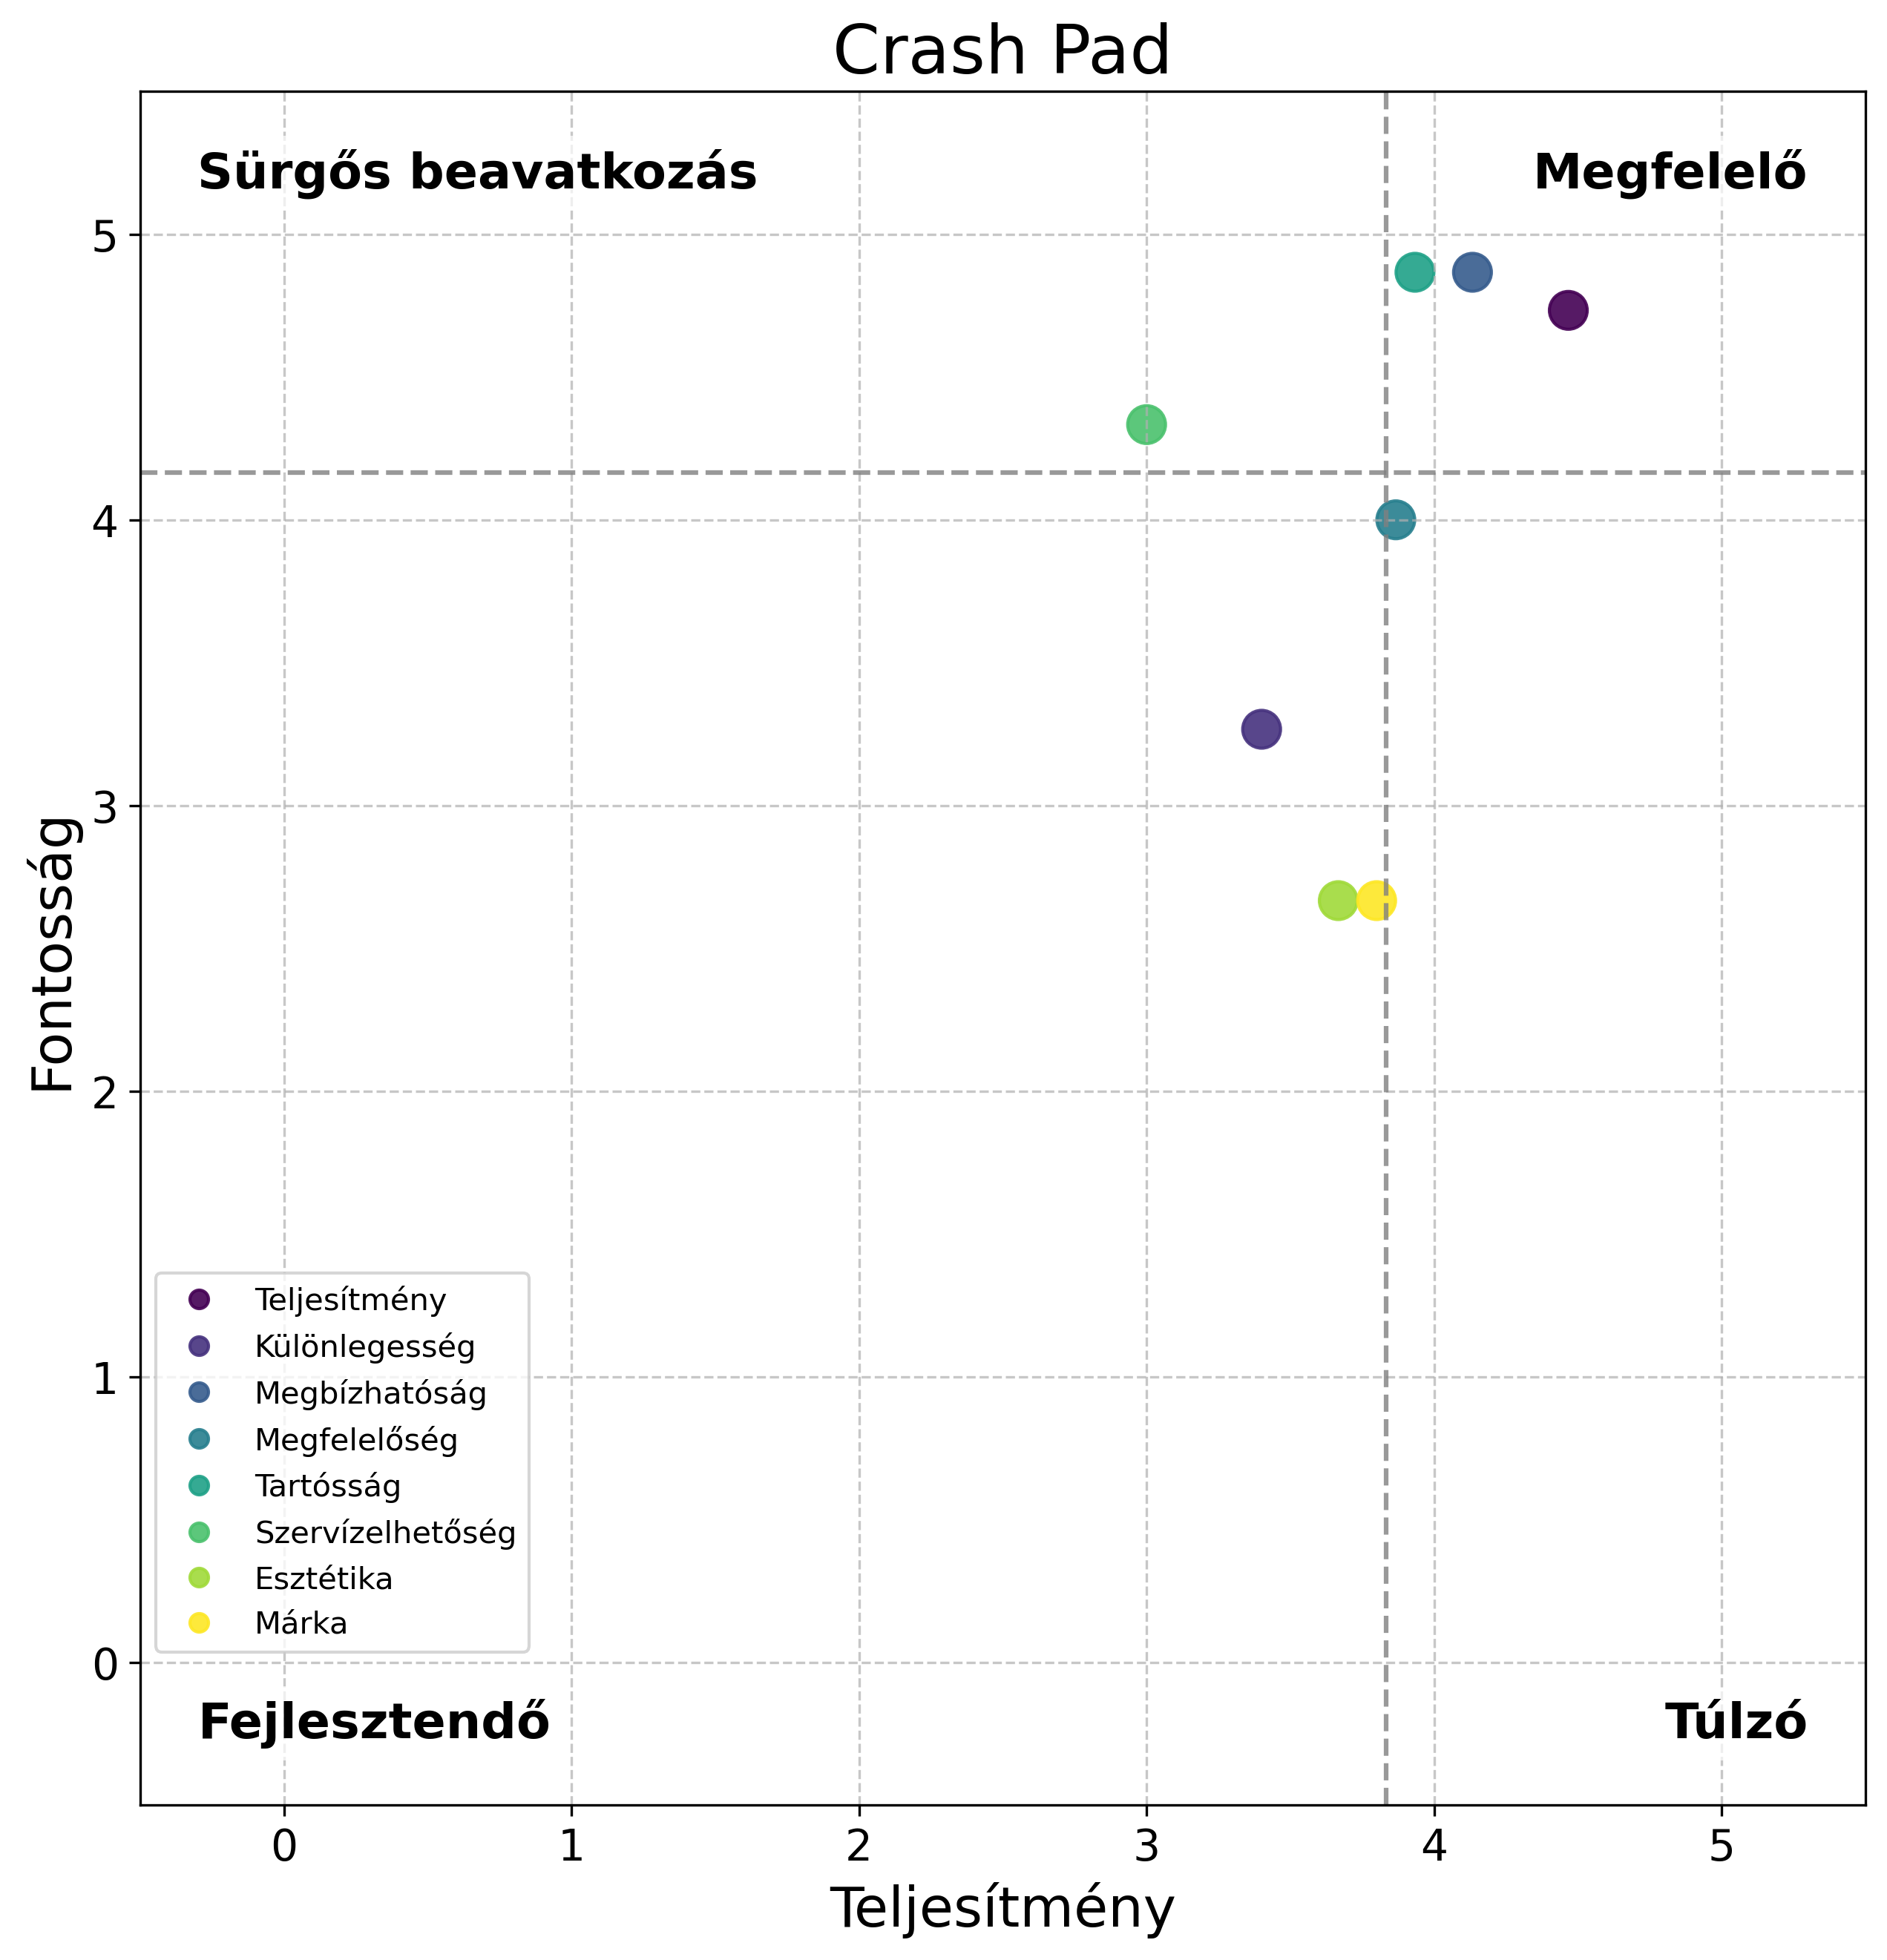 Crash Pad
Sürgős beavatkozás
Megfelelő
5
4
3
2
1
0
Fontosság
Teljesítmény
Különlegesség
Megbízhatóság
Megfelelőség
Tartósság
Szervízelhetőség
Esztétika
Márka
Fejlesztendő
Túlzó
0
1
2
3
4
5
Teljesítmény